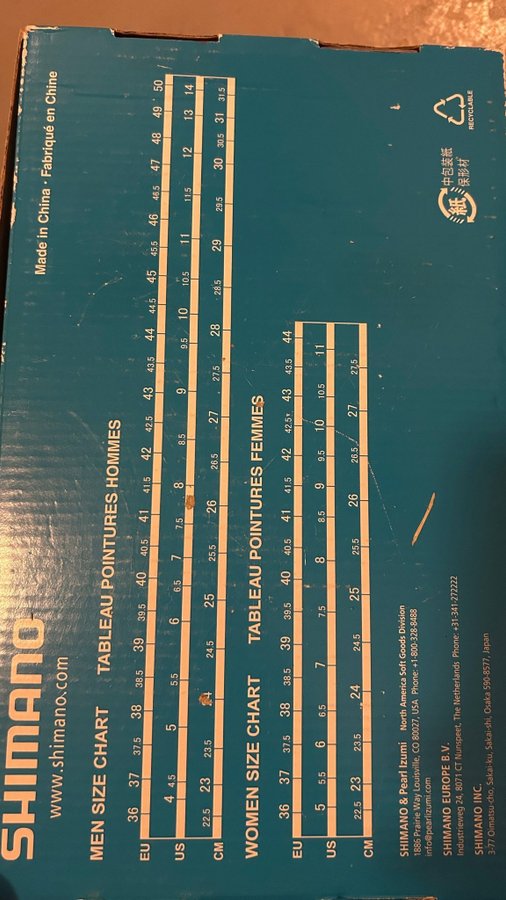 SHIMANO
www.shimano.com
Made in China · Fabriqué en Chine
MEN SIZE CHART TABLEAU POINTURES HOMMES
EU 36 37 37.5 38 38.5 39 39.5 40 40.5 41 41.5 42 42.5 43 43.5 44 44.5 45 45.5 46 46.5 47 48 49 50
US 4 4.5 5 5.5 6 6.5 7 7.5 8 8.5 9 9.5 10 10.5 11 11.5 12 13 14
CM 22.5 23 23.5 24 24.5 25 25.5 26 26.5 27 27.5 28 28.5 29 29.5 30 30.5 31 31.5
WOMEN SIZE CHART TABLEAU POINTURES FEMMES
EU 36 37 37.5 38 38.5 39 39.5 40 40.5 41 41.5 42 42.5 43 43.5 44
US 5 5.5 6 6.5 7 7.5 8 8.5 9 9.5 10 10.5 11
CM 22.5 23 23.5 24 24.5 25 25.5 26 26.5 27 27.5
SHIMANO & Pearl Izumi North America Soft Goods Division
1886 Prairie Way Louisville, CO 80027, USA Phone: +1-800-328-8488
info@pearlizumi.com
SHIMANO EUROPE B.V.
Industrieweg 24, 8071 CT Nunspeet, The Netherlands Phone: +31-341-272222
SHIMANO INC.
3-77 Oimatsu-cho, Sakai-ku, Sakai-shi, Osaka 590-8577, Japan
紙
中包装紙
保形材
RECYCLABLE